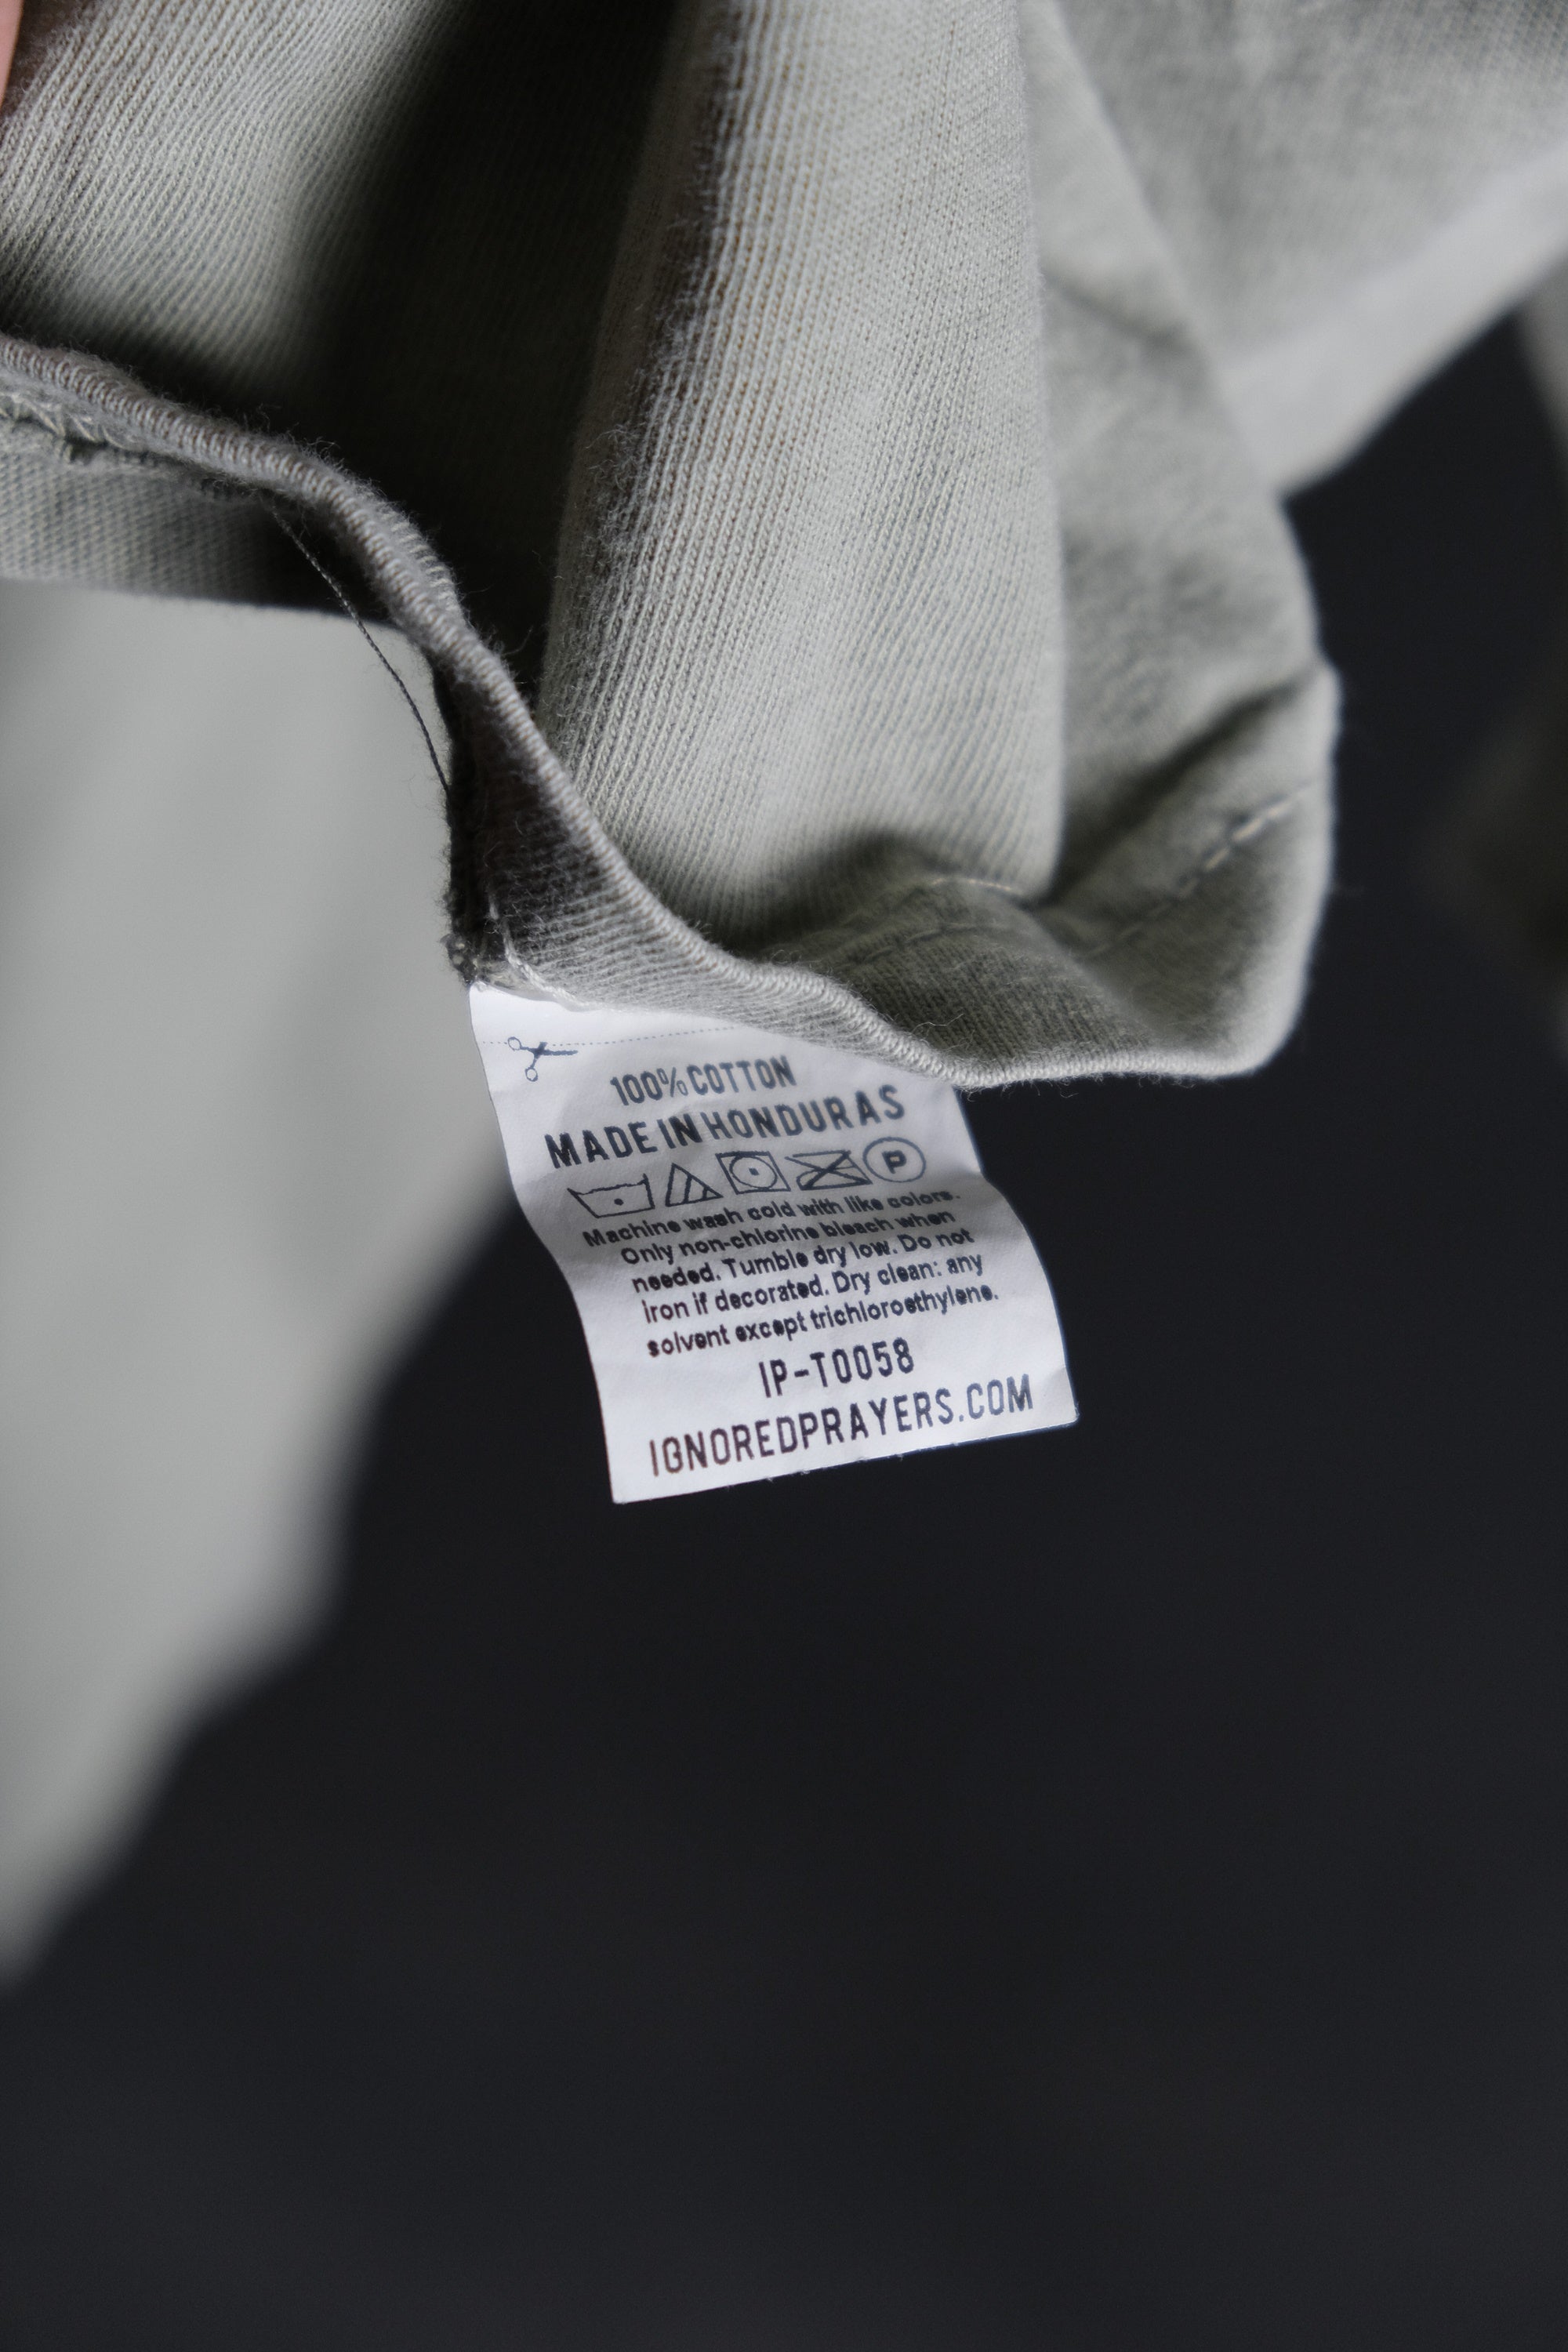 100% COTTON
MADE IN HONDURAS
P
Machine wash cold with like colors.
Only non-chlorine bleach when
needed. Tumble dry low. Do not
iron if decorated. Dry clean: any
solvent except trichloroethylene.
IP-T0058
IGNOREDPRAYERS.COM